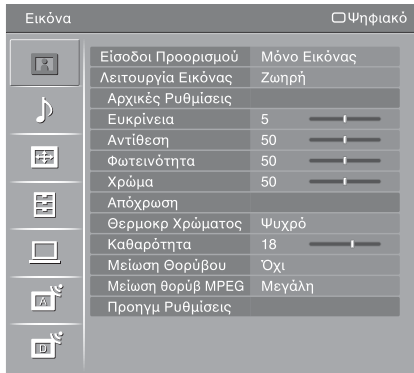 Εικόνα Ψηφιακό
Είσοδοι Προορισμού Μόνο Εικόνας
Λειτουργία Εικόνας Ζωηρή
Αρχικές Ρυθμίσεις
Ευκρίνεια 5
Αντίθεση 50
Φωτεινότητα 50
Χρώμα 50
Απόχρωση
Θερμοκρ Χρώματος Ψυχρό
Καθαρότητα 18
Μείωση Θορύβου Όχι
Μείωση θορύβ MPEG Μεγάλη
Προηγμ Ρυθμίσεις
A
D